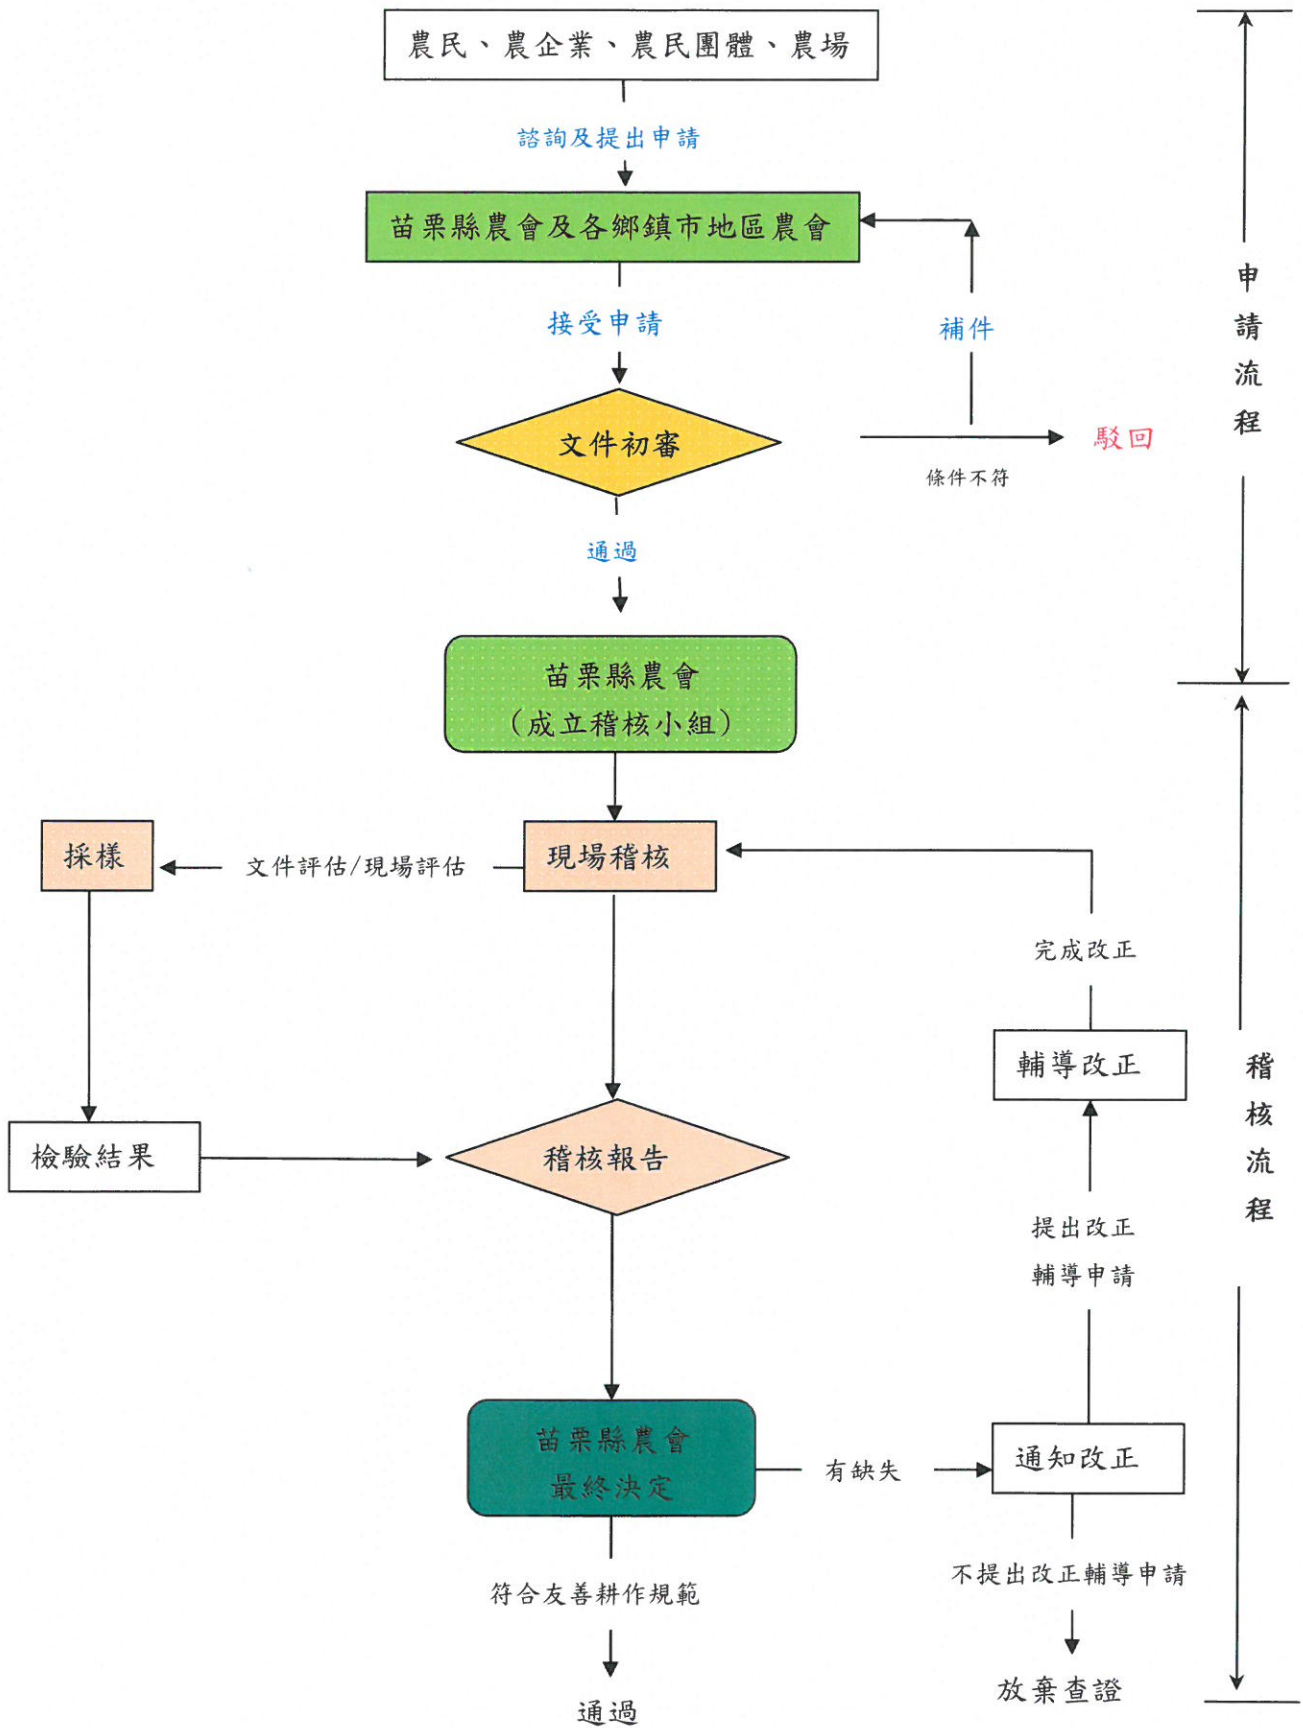 農民、農企業、農民團體、農場
諮詢及提出申請
苗栗縣農會及各鄉鎮市地區農會
接受申請
補件
文件初審
條件不符
駁回
通過
申請流程
苗栗縣農會
（成立稽核小組）
採樣
文件評估/現場評估
現場稽核
完成改正
輔導改正
檢驗結果
稽核報告
提出改正
輔導申請
稽核流程
苗栗縣農會
最終決定
有缺失
通知改正
符合友善耕作規範
不提出改正輔導申請
通過
放棄查證